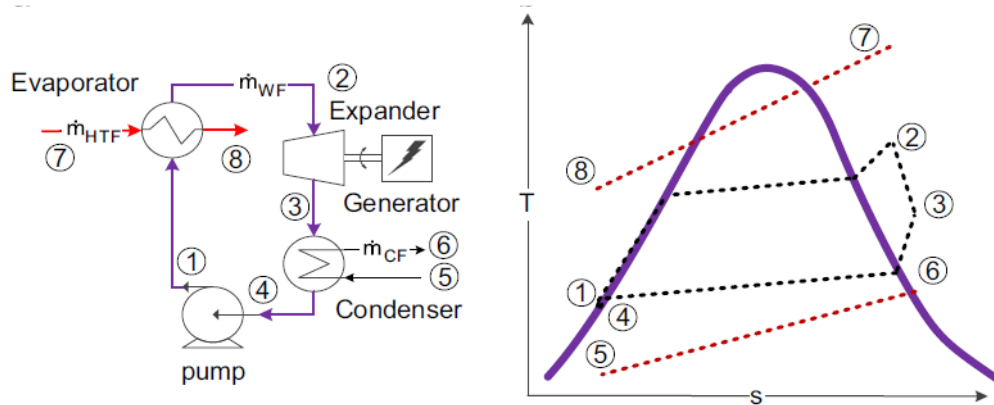 Evaporator
ṁWF
②
Expander
ṁHTF
⑦
⑧
③
Generator
ṁCF
⑥
⑤
①
④
Condenser
pump
T
⑦
②
⑧
③
⑥
①
④
⑤
s